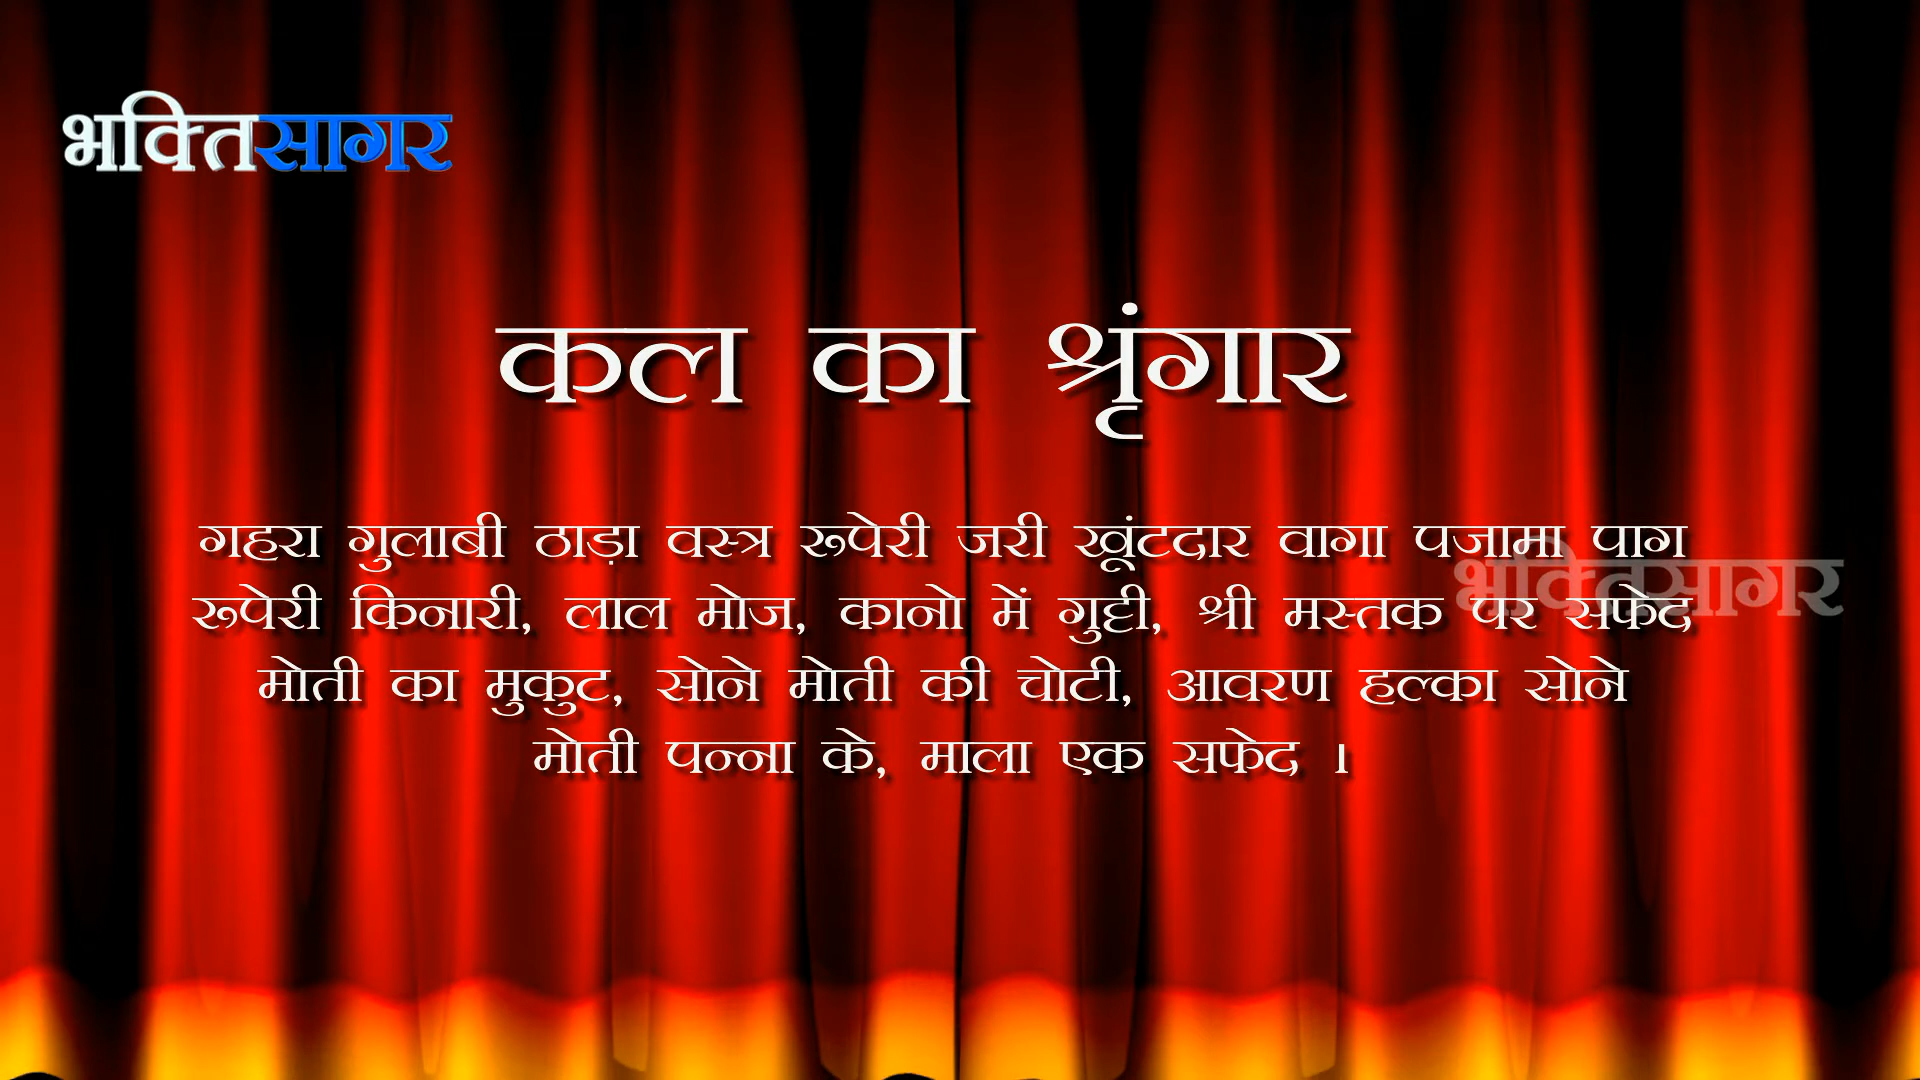 भक्तिसागर
कल का श्रृंगार
गहरा गुलाबी ठाड़ा वस्त्र रूपेरी जरी खूंटदार वागा पजामा पाग
रूपेरी किनारी, लाल मोज, कानो में गुट्टी, श्री मस्तक पर सफेद
मोती का मुकुट, सोने मोती की चोटी, आवरण हल्का सोने
मोती पन्ना के, माला एक सफेद ।
भक्तिसागर